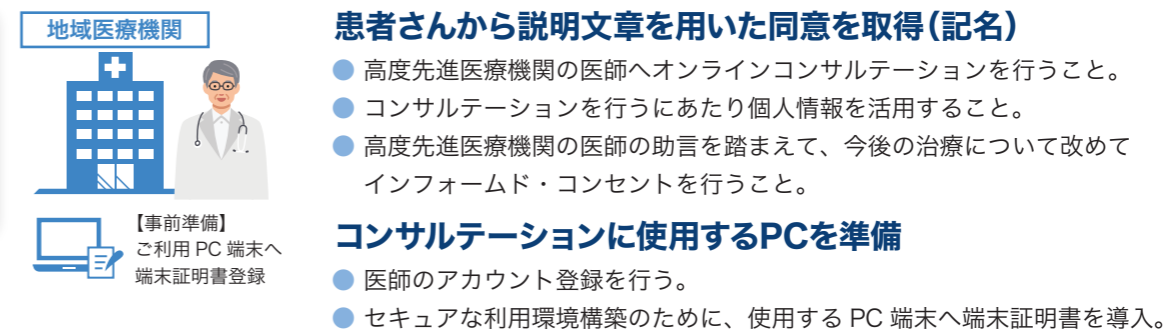 地域医療機関
【事前準備】
ご利用 PC 端末へ
端末証明書登録
患者さんから説明文章を用いた同意を取得（記名）
● 高度先進医療機関の医師へオンラインコンサルテーションを行うこと。
● コンサルテーションを行うにあたり個人情報を活用すること。
● 高度先進医療機関の医師の助言を踏まえて、今後の治療について改めて
インフォームド・コンセントを行うこと。
コンサルテーションに使用するPCを準備
● 医師のアカウント登録を行う。
● セキュアな利用環境構築のために、使用する PC 端末へ端末証明書を導入。